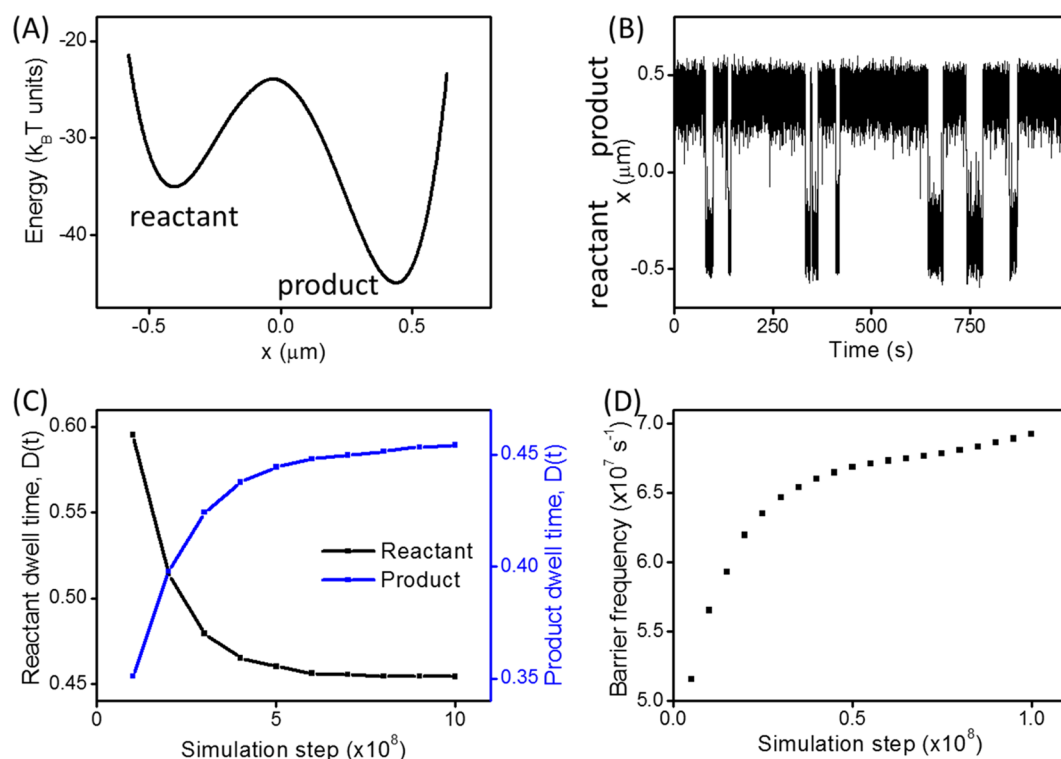 (A)
Energy (kBT units)
-20
-30
-40
reactant
product
-0.5
0.0
0.5
x (μm)
(B)
reactant product
x (μm)
0.5
0.0
-0.5
0
250
500
750
Time (s)
(C)
Reactant dwell time, D(t)
0.60
0.55
0.50
0.45
Reactant
Product
0.45
0.40
0.35
Product dwell time, D(t)
0
5
10
Simulation step (x10⁸)
(D)
Barrier frequency (x10⁷ s⁻¹)
7.0
6.5
6.0
5.5
5.0
0.0
0.5
1.0
Simulation step (x10⁸)